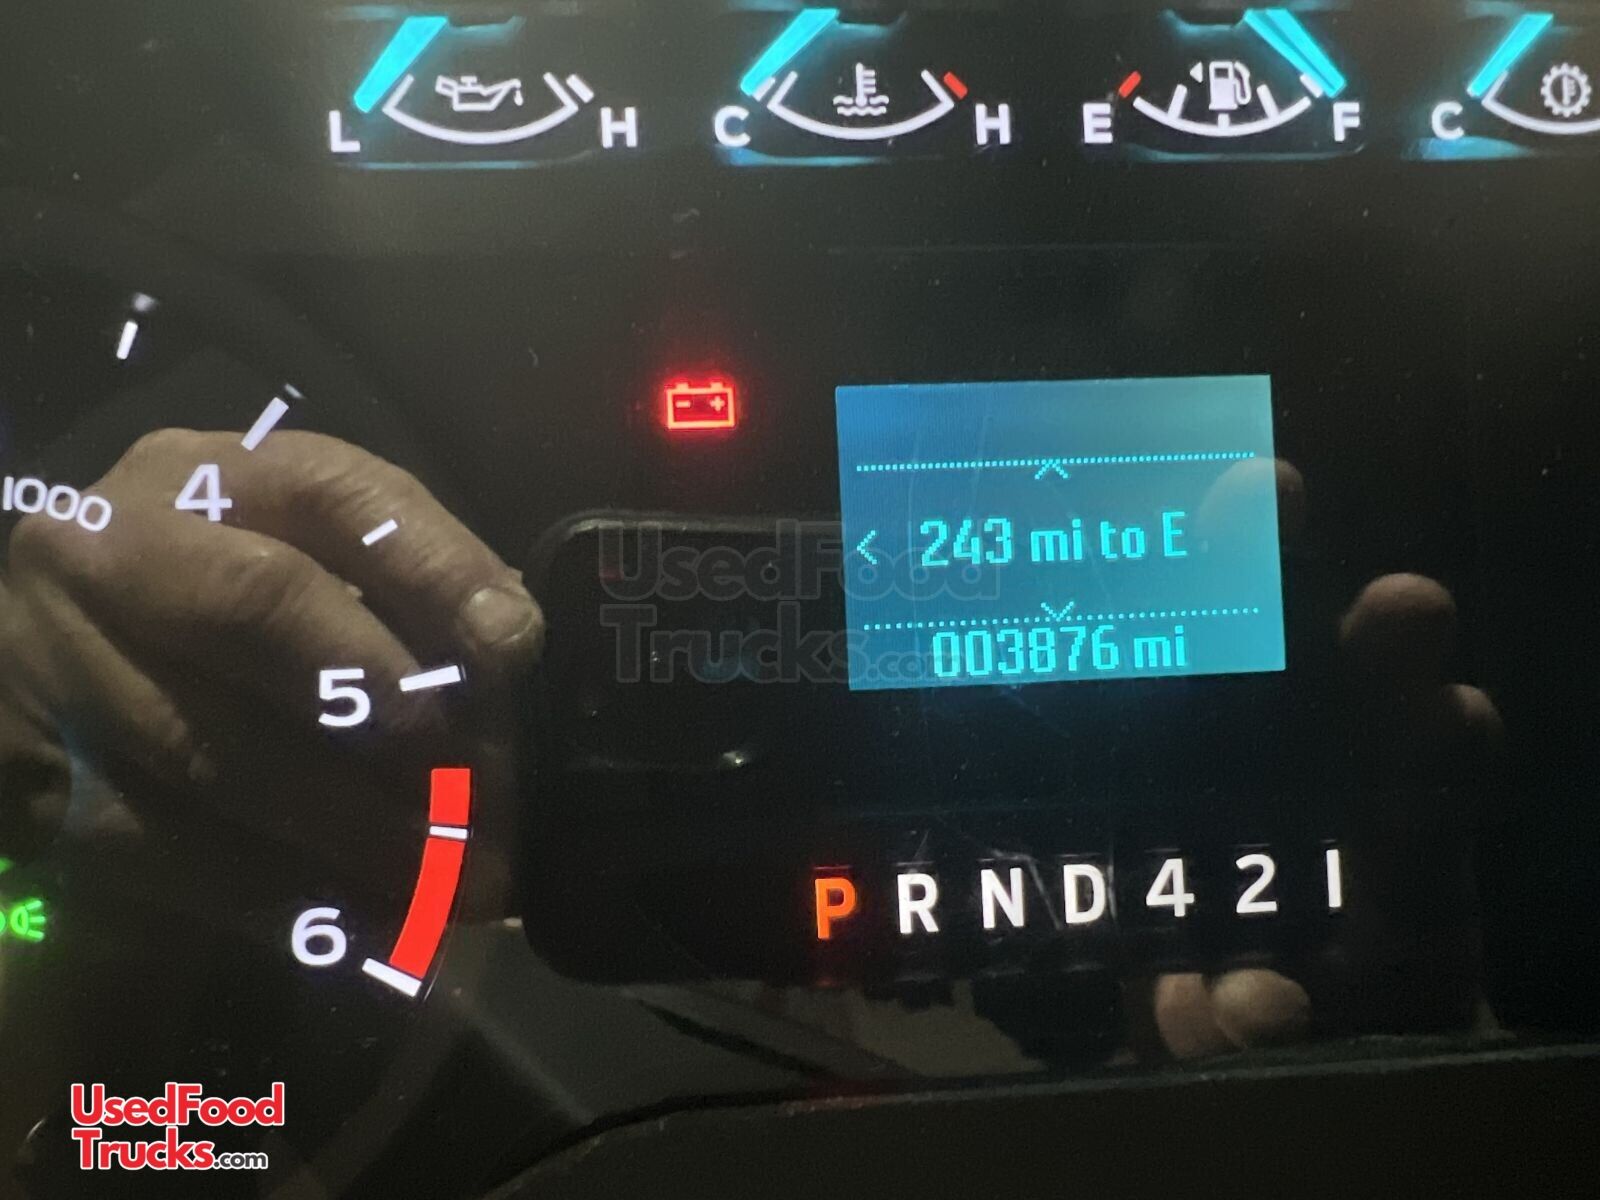 L H C H E F C
1000
4
5
6
< 243 mi to E
003876 mi
P R N D 4 2 1
UsedFood
Trucks.com
UsedFood
Trucks.com